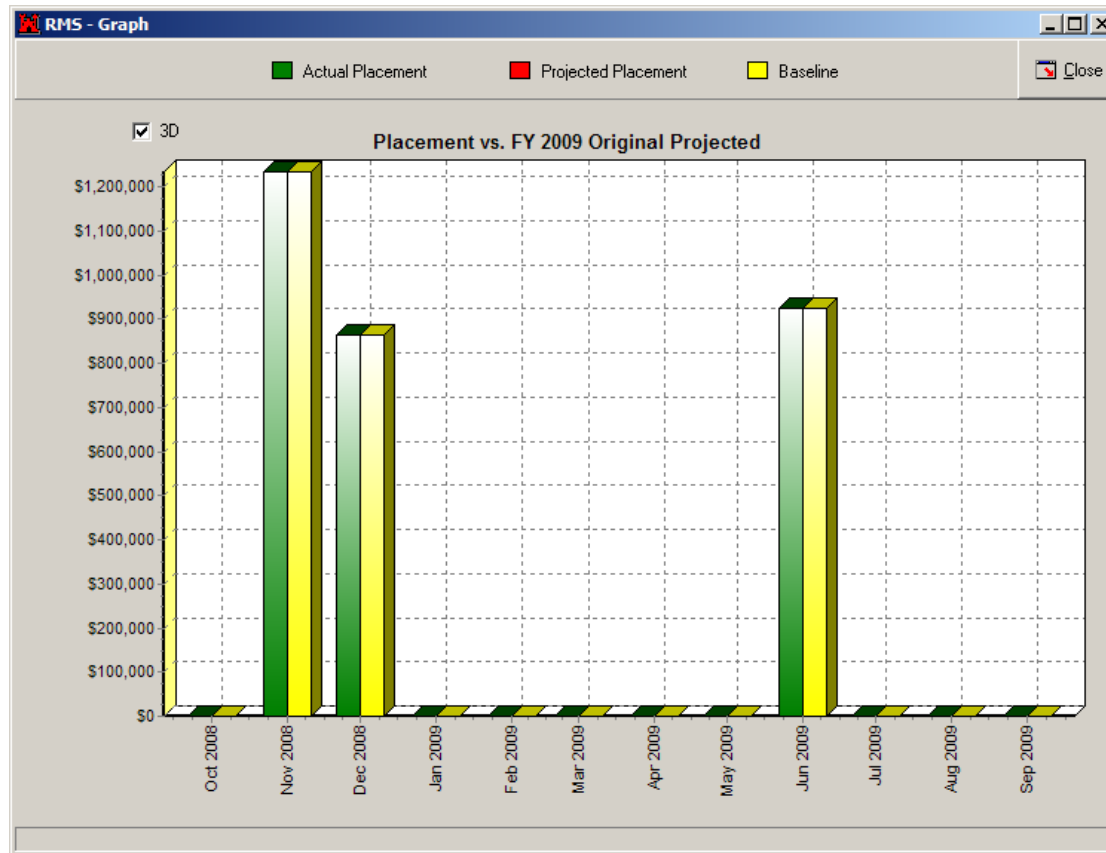 RMS - Graph
Actual Placement
Projected Placement
Baseline
Close
3D
Placement vs. FY 2009 Original Projected
$1,200,000
$1,100,000
$1,000,000
$900,000
$800,000
$700,000
$600,000
$500,000
$400,000
$300,000
$200,000
$100,000
$0
Oct 2008
Nov 2008
Dec 2008
Jan 2009
Feb 2009
Mar 2009
Apr 2009
May 2009
Jun 2009
Jul 2009
Aug 2009
Sep 2009